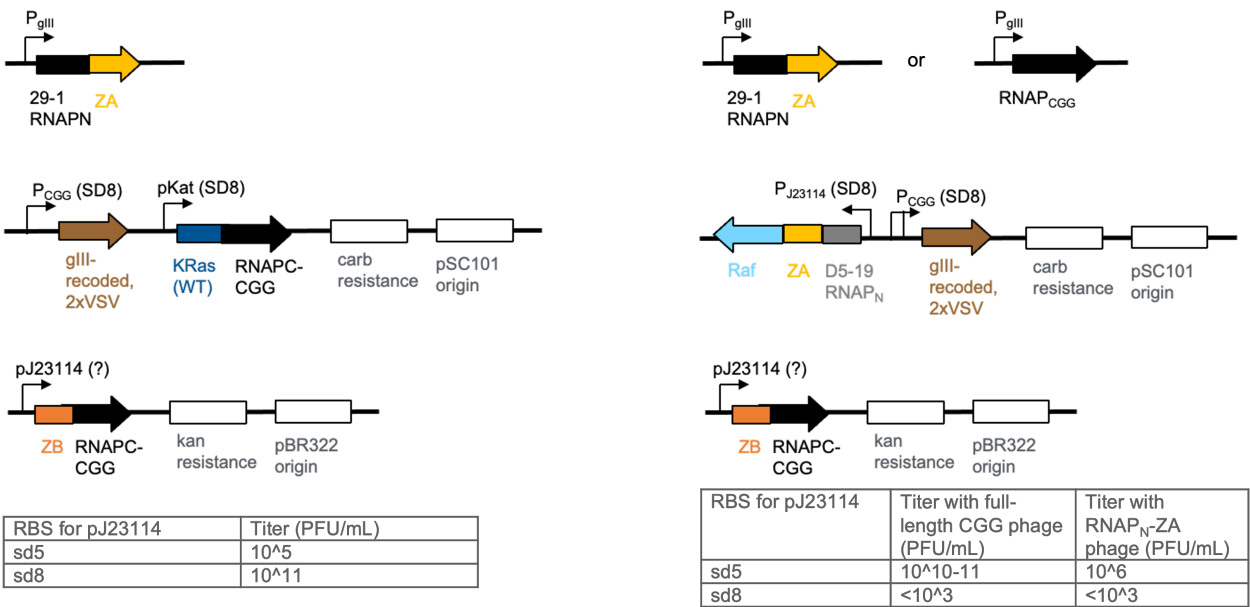 PgIII
29-1
RNAPN
ZA
PgIII
29-1
RNAPN
ZA
or
PgIII
RNAPCGG
PCGG (SD8)
pKat (SD8)
gIII-
recoded,
2xVSV
KRas
(WT)
RNAPC-
CGG
carb
resistance
pSC101
origin
PJ23114 (SD8)
PCGG (SD8)
Raf
ZA
D5-19
RNAPN
gIII-
recoded,
2xVSV
carb
resistance
pSC101
origin
pJ23114 (?)
ZB
RNAPC-
CGG
kan
resistance
pBR322
origin
pJ23114 (?)
ZB
RNAPC-
CGG
kan
resistance
pBR322
origin
RBS for pJ23114 Titer (PFU/mL)
sd5 10^5
sd8 10^11
RBS for pJ23114
Titer with full-
length CGG phage
(PFU/mL)
Titer with
RNAPN-ZA
phage (PFU/mL)
sd5 10^10-11 10^6
sd8 <10^3 <10^3